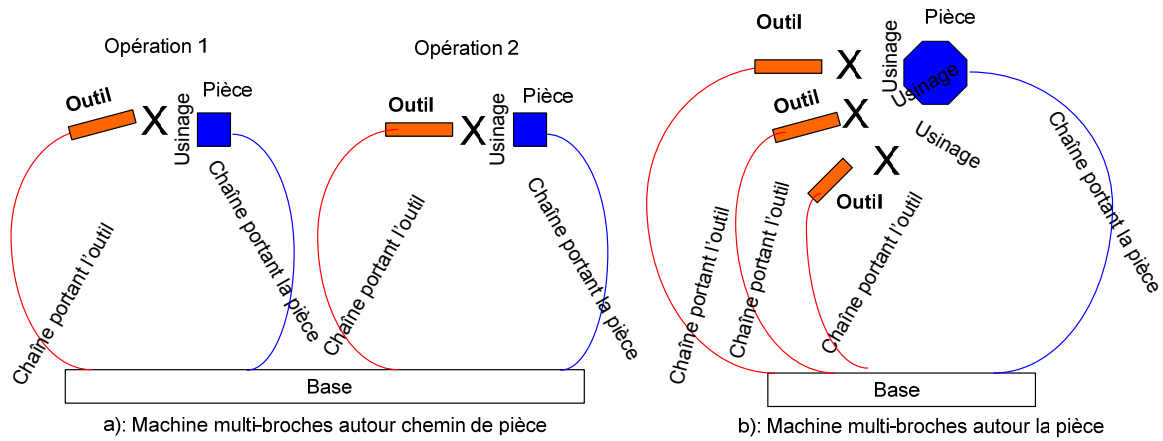 Opération 1
Outil
X
Usinage
Pièce
Chaîne portant l'outil
Chaîne portant la pièce
Opération 2
Outil
X
Usinage
Pièce
Chaîne portant l'outil
Chaîne portant la pièce
Base
a): Machine multi-broches autour chemin de pièce
Outil
X
Usinage
Pièce
Outil
X
Usinage
Outil
X
Usinage
Chaîne portant l'outil
Chaîne portant l'outil
Chaîne portant l'outil
Chaîne portant la pièce
Base
b): Machine multi-broches autour la pièce